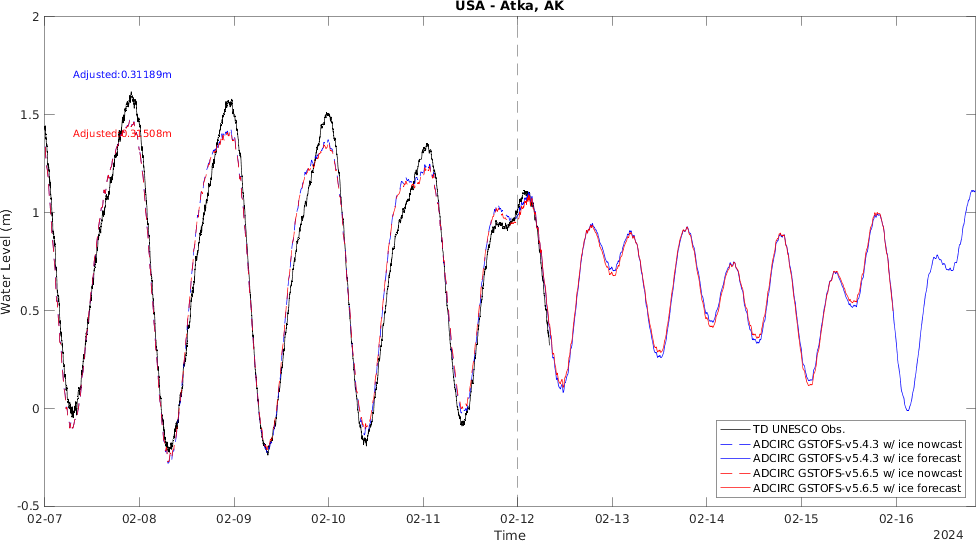 USA - Atka, AK
2
1.5
1
0.5
0
-0.5
Water Level (m)
Adjusted:0.31189m
Adjusted:0.31508m
TD UNESCO Obs.
ADCIRC GSTOFS-v5.4.3 w/ ice nowcast
ADCIRC GSTOFS-v5.4.3 w/ ice forecast
ADCIRC GSTOFS-v5.6.5 w/ ice nowcast
ADCIRC GSTOFS-v5.6.5 w/ ice forecast
02-07 02-08 02-09 02-10 02-11 02-12 02-13 02-14 02-15 02-16
Time
2024